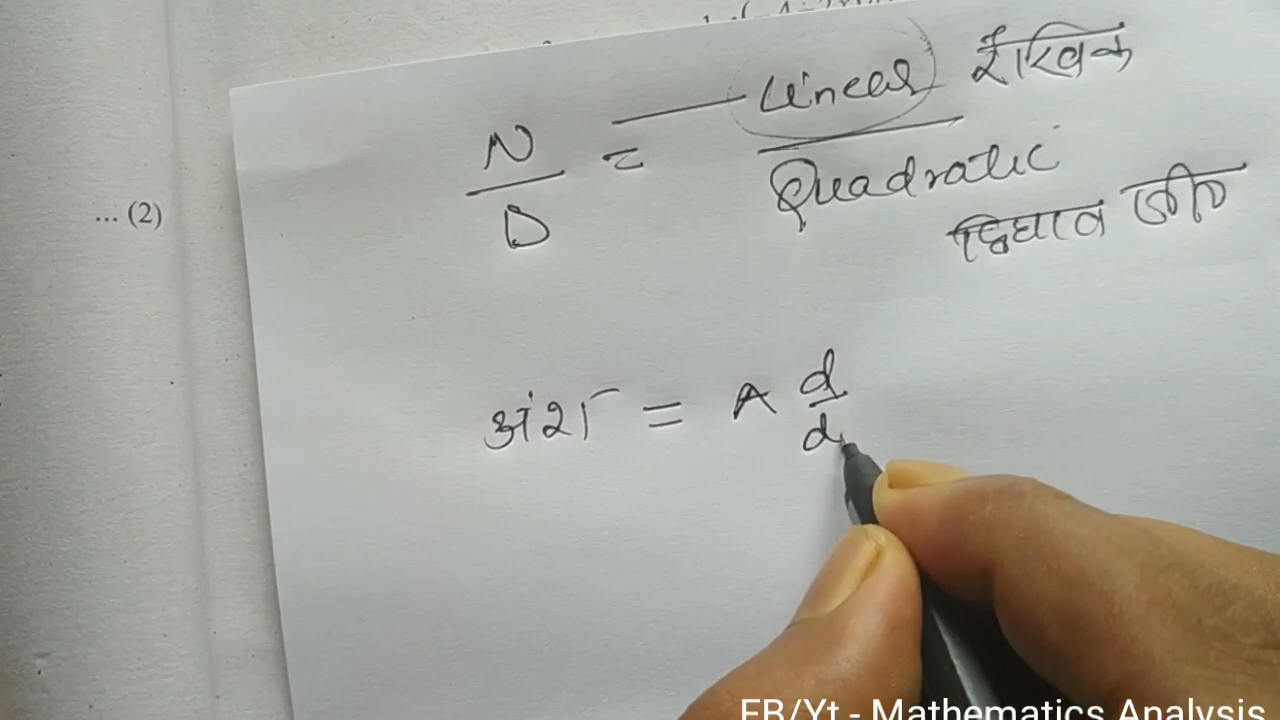 N/D = Linear रैखिक
Quadratic
द्विघात
अंश = A d/d
... (2)
FB/Yt - Mathematics Analysis